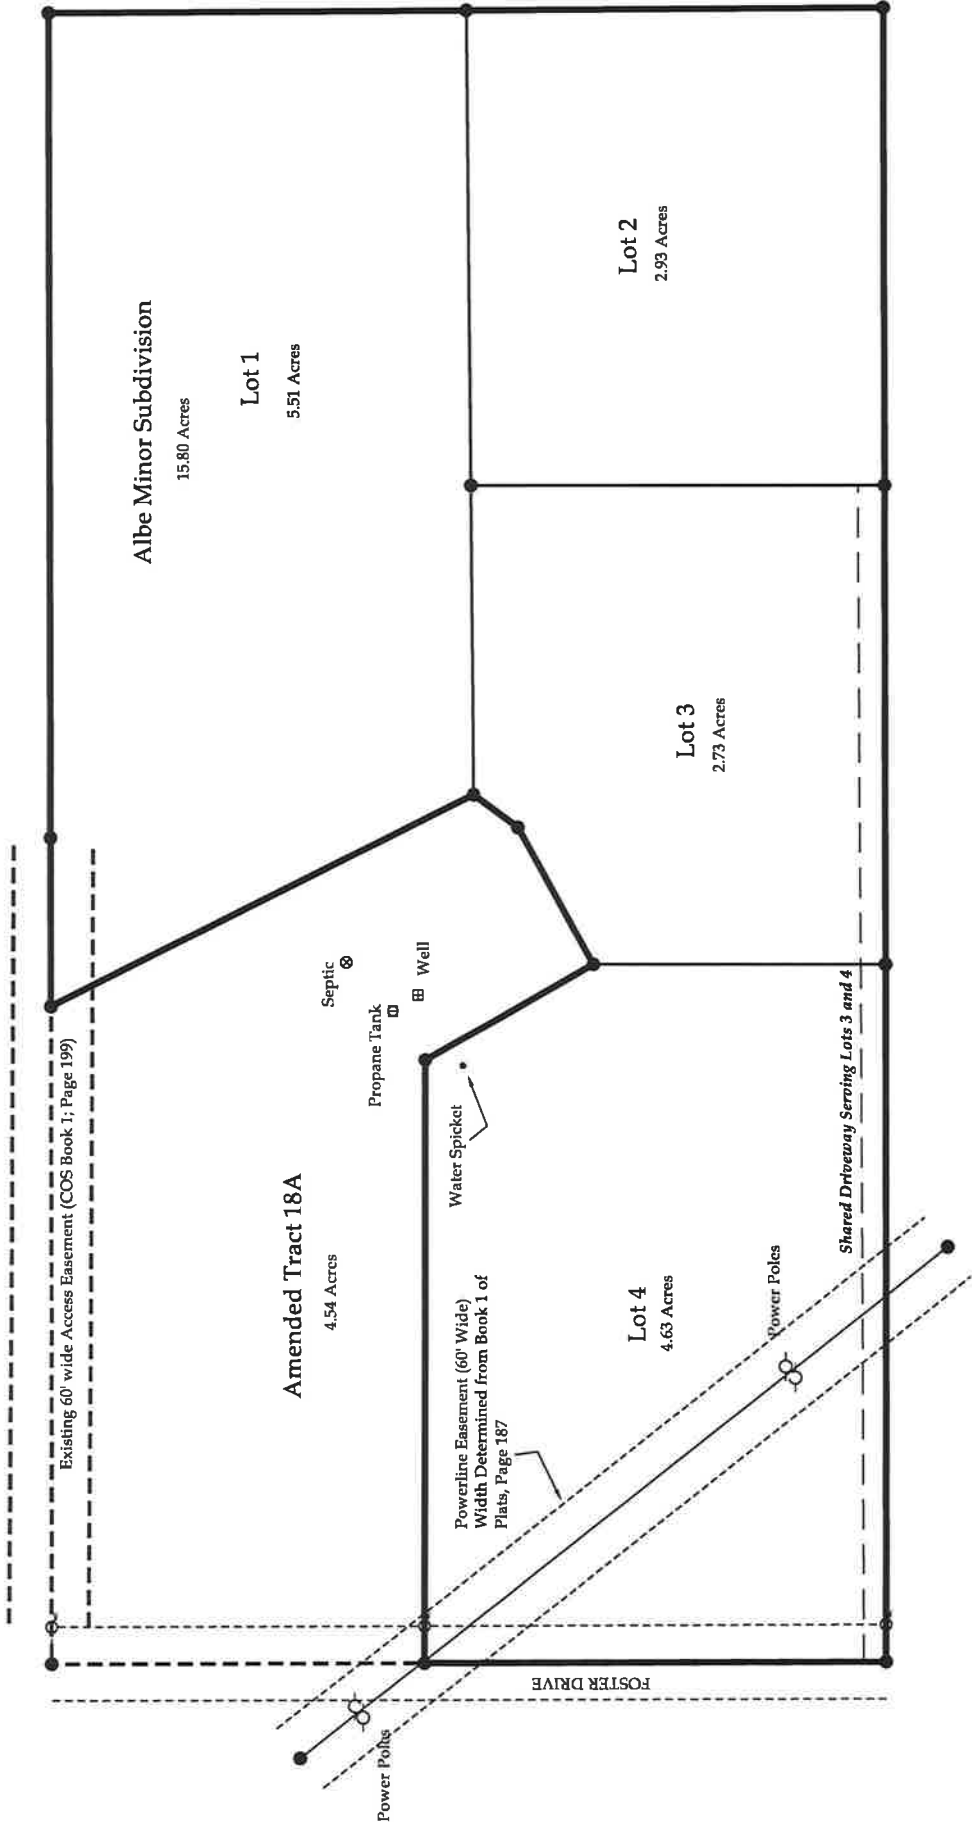 Albe Minor Subdivision
15.80 Acres
Lot 1
5.51 Acres
Lot 2
2.93 Acres
Lot 3
2.73 Acres
Existing 60' wide Access Easement (COS Book 1; Page 199)
Septic
Propane Tank
Well
Water Spicket
Amended Tract 18A
4.54 Acres
Powerline Easement (60' Wide)
Width Determined from Book 1 of
Plats, Page 187
Lot 4
4.63 Acres
Power Poles
Shared Driveway Serving Lots 3 and 4
FOSTER DRIVE
Power Poles